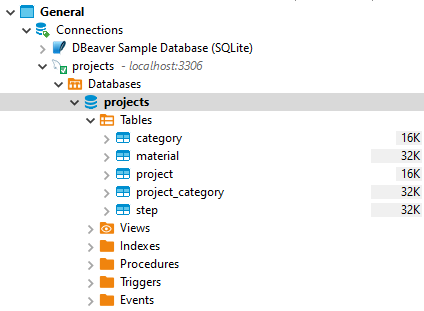 General
Connections
DBeaver Sample Database (SQLite)
projects - localhost:3306
Databases
projects
Tables
category 16K
material 32K
project 16K
project_category 32K
step 32K
Views
Indexes
Procedures
Triggers
Events